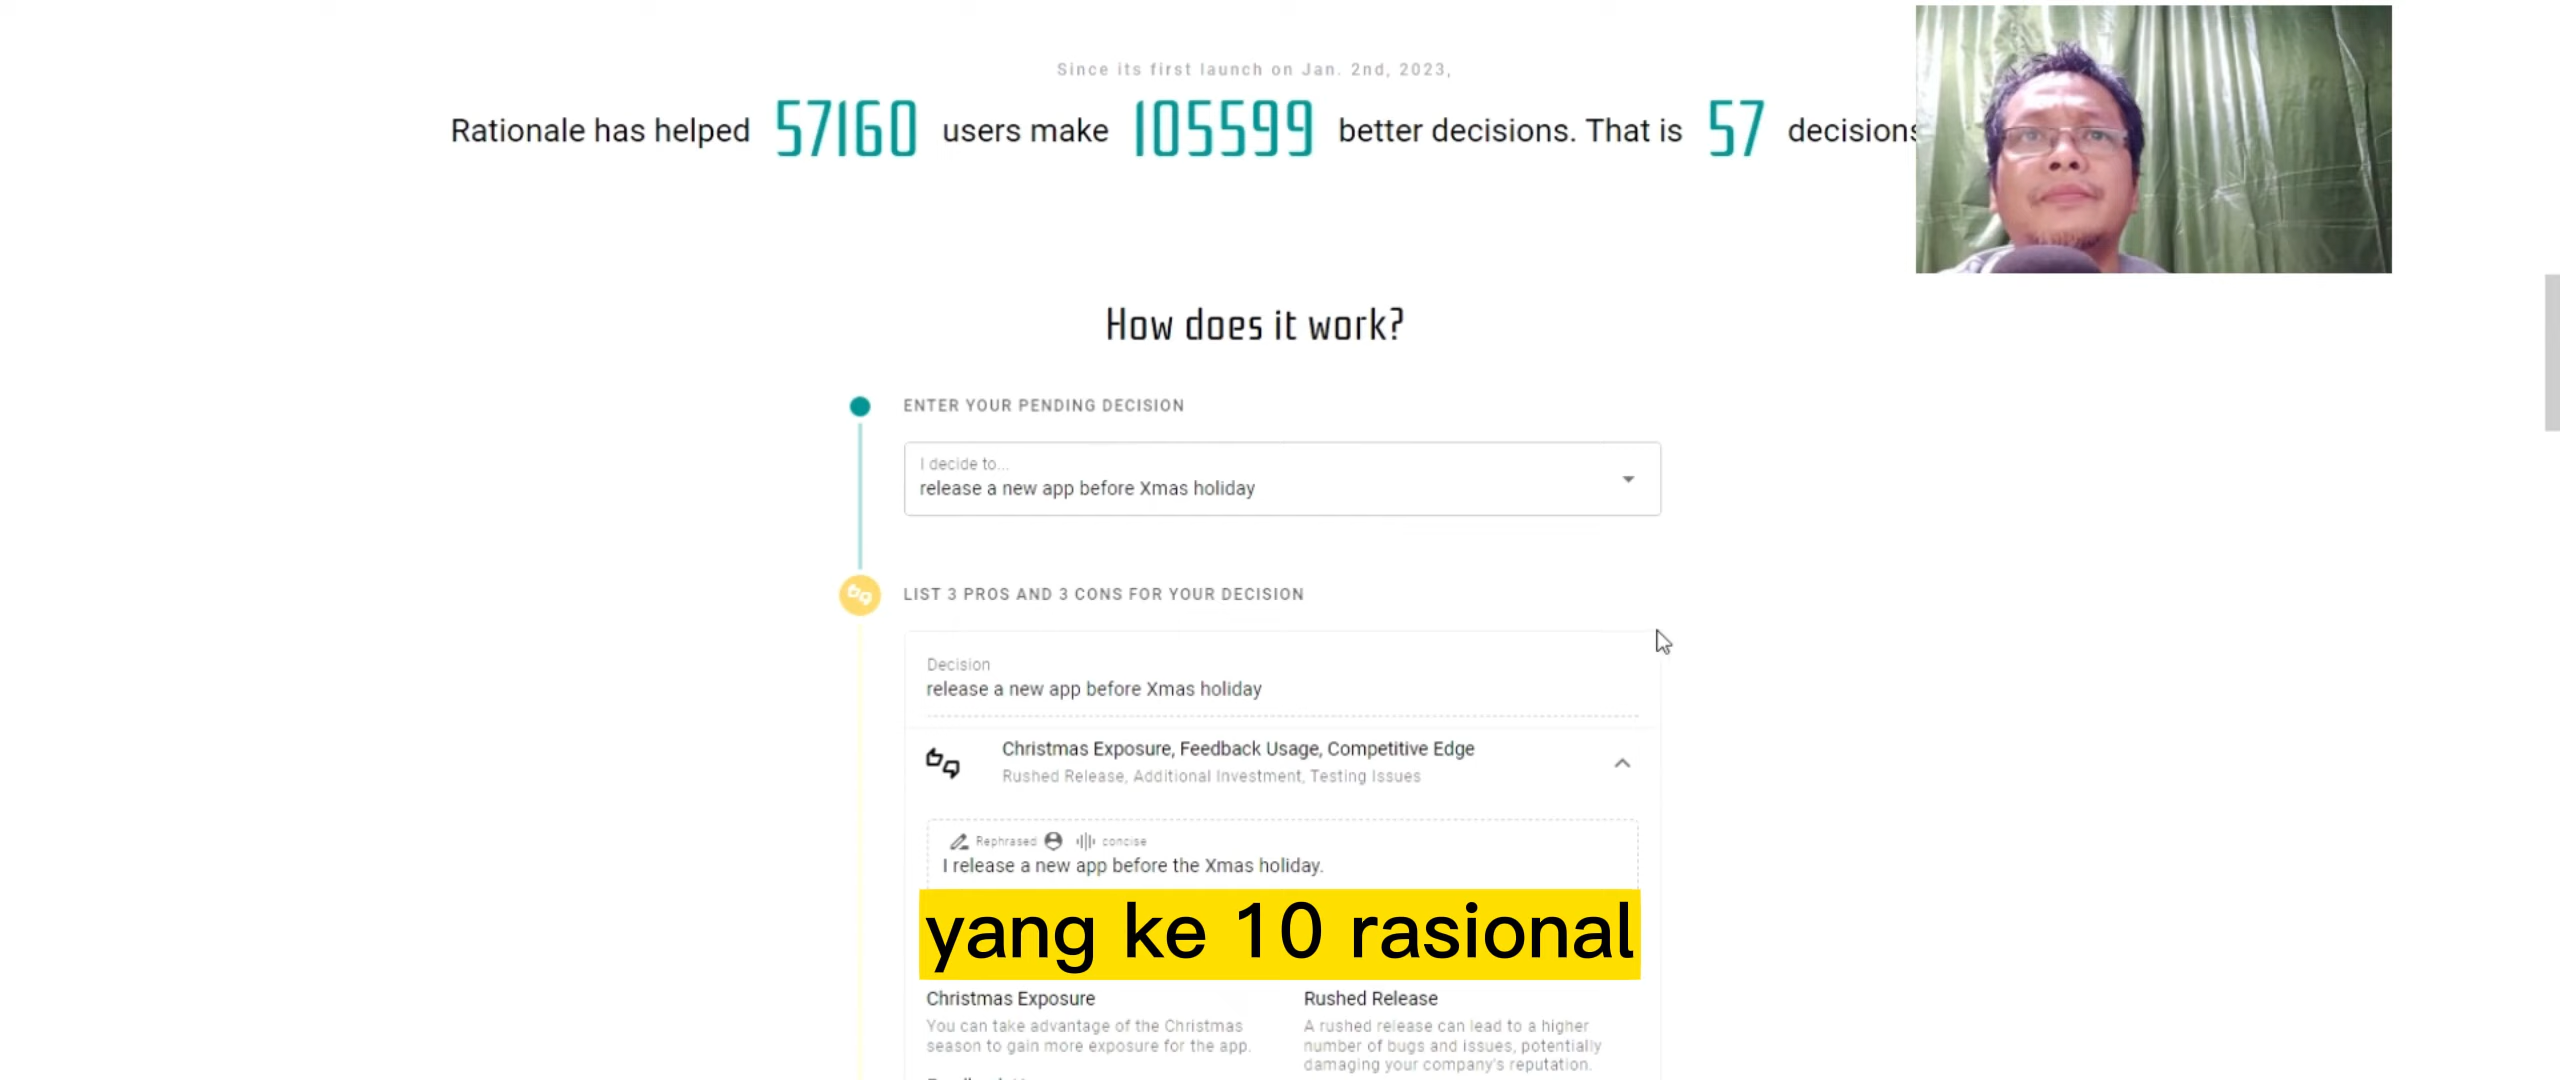 Since its first launch on Jan. 2nd, 2023,
Rationale has helped 57160 users make 105599 better decisions. That is 57 decisions
How does it work?
ENTER YOUR PENDING DECISION
I decide to...
release a new app before Xmas holiday
LIST 3 PROS AND 3 CONS FOR YOUR DECISION
Decision
release a new app before Xmas holiday
Christmas Exposure, Feedback Usage, Competitive Edge
Rushed Release, Additional Investment, Testing Issues
Rephrased concise
I release a new app before the Xmas holiday.
yang ke 10 rasional
Christmas Exposure
You can take advantage of the Christmas
season to gain more exposure for the app.
Rushed Release
A rushed release can lead to a higher
number of bugs and issues, potentially
damaging your company's reputation.